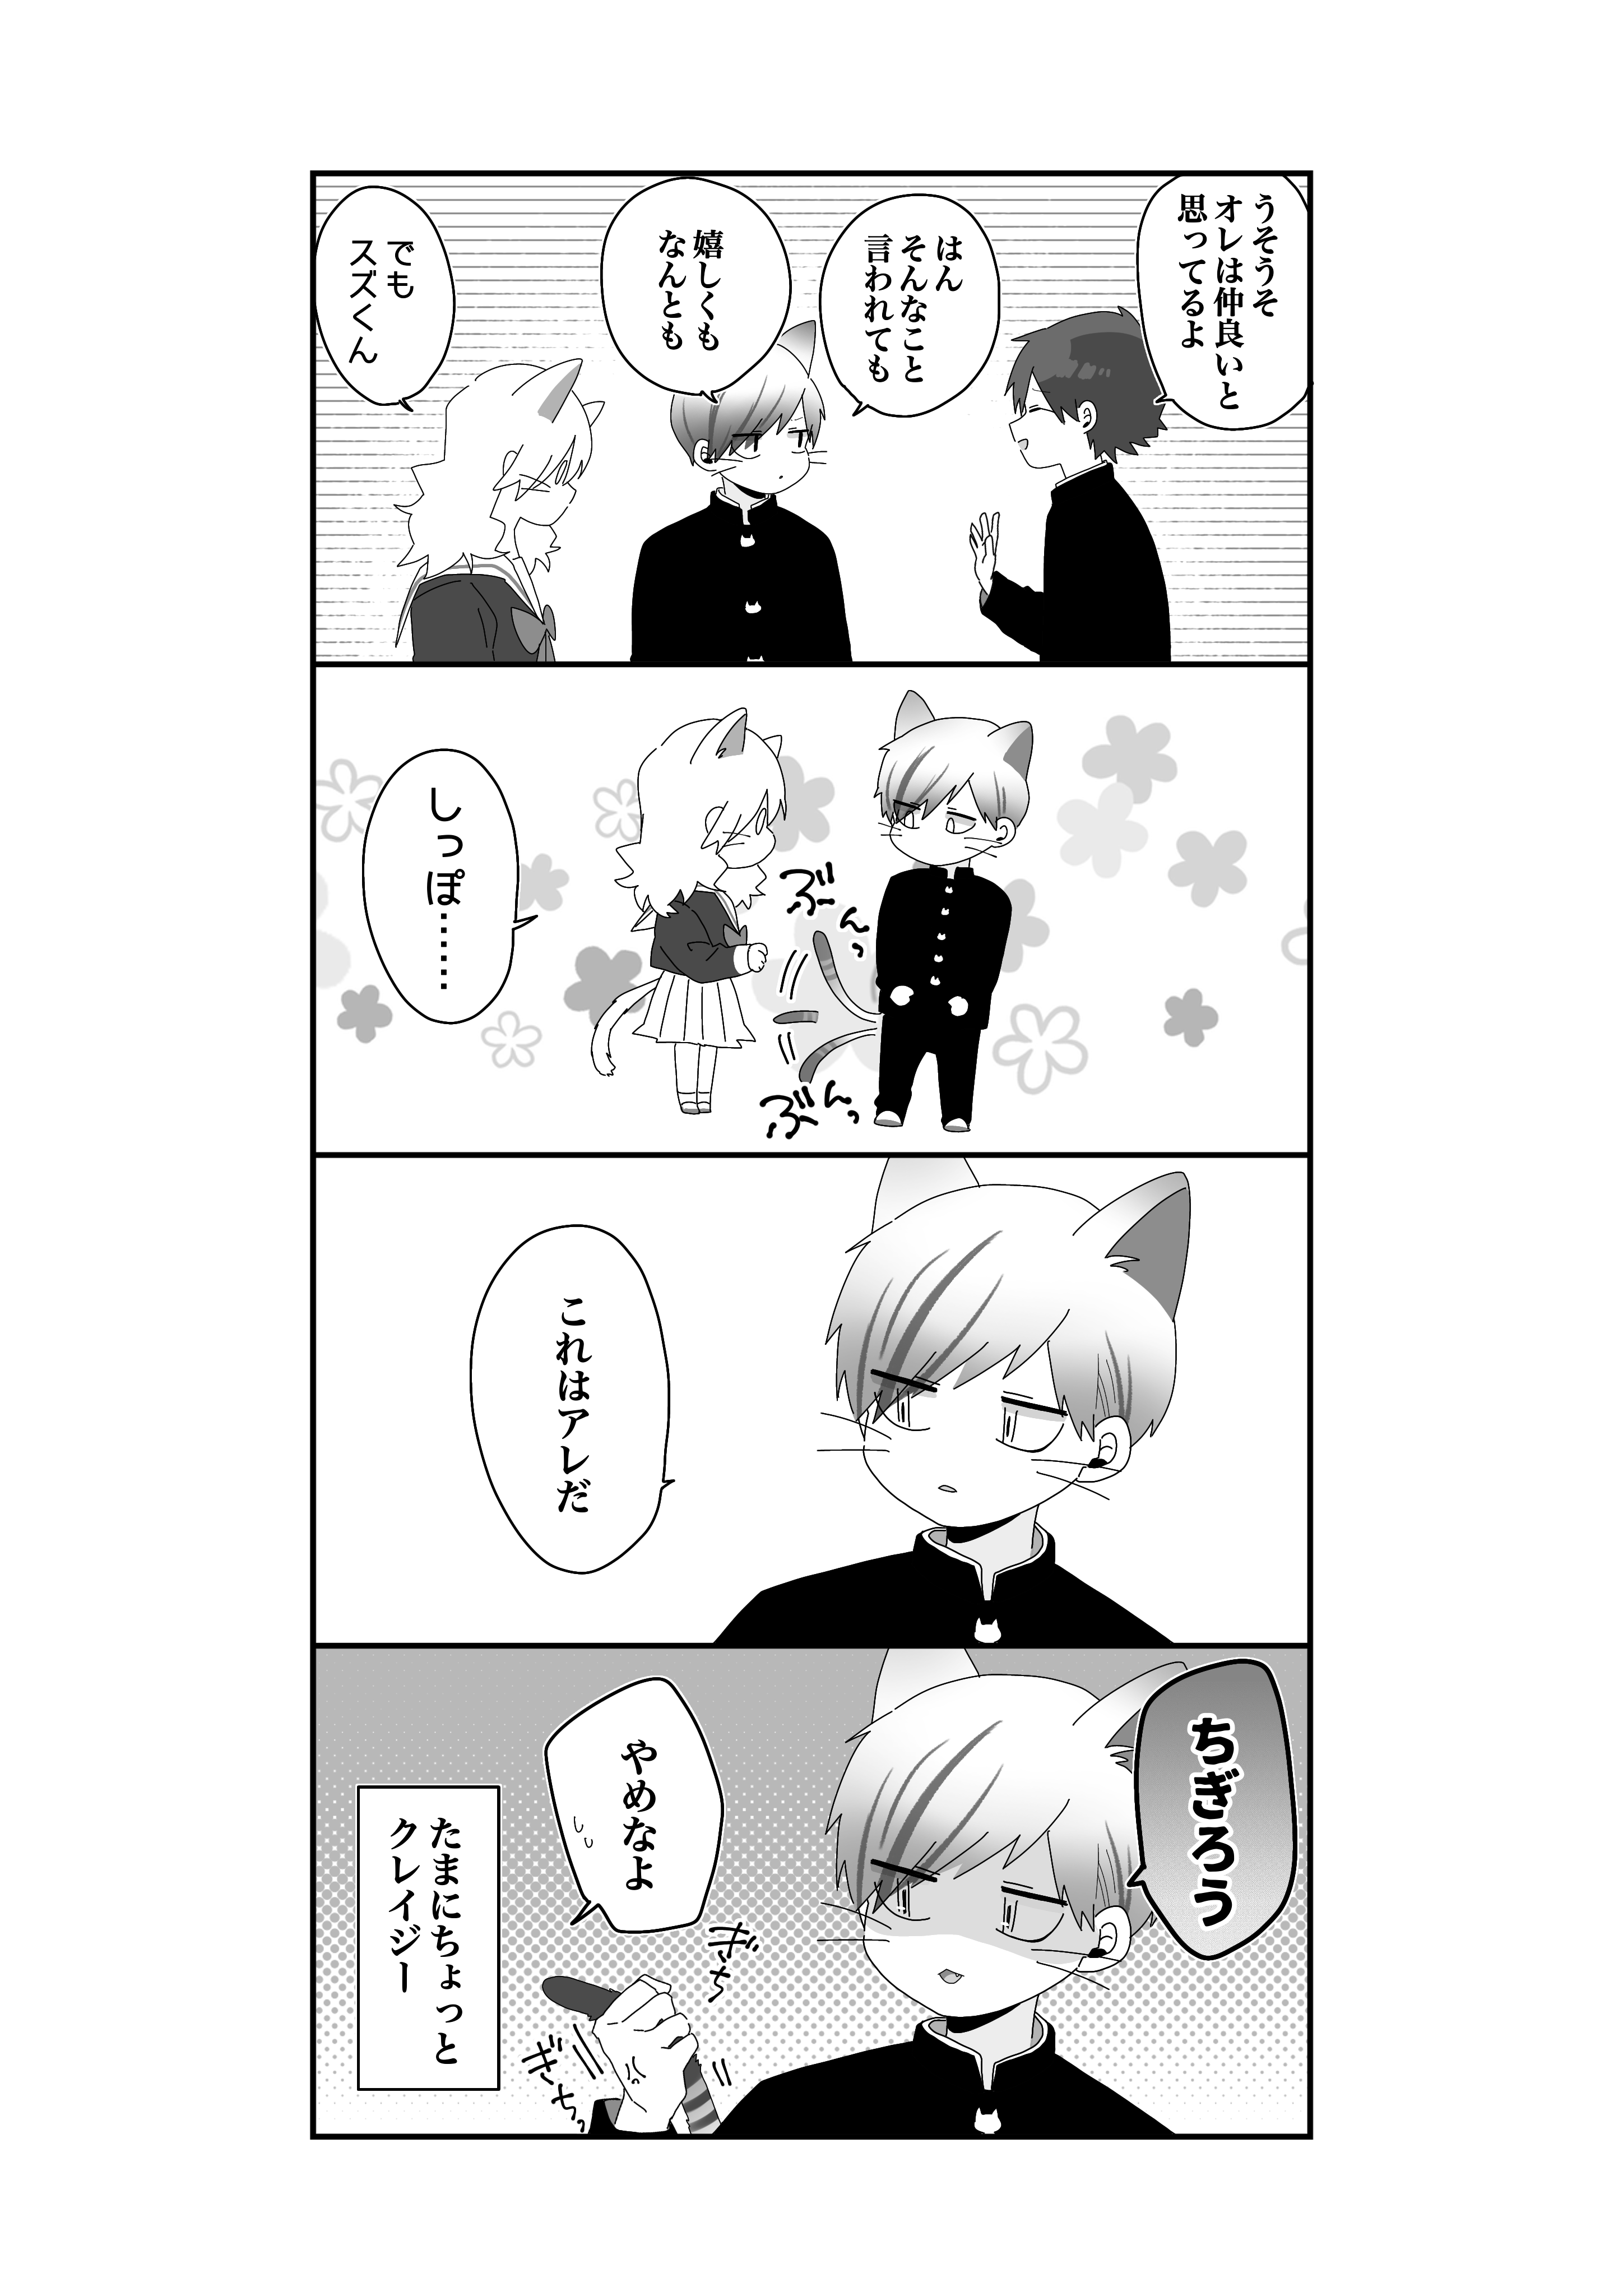 うそうそ
オレは仲良いと
思ってるよ
はん
そんなこと
言われても
嬉しくも
なんとも
でも
スズくん
しっぽ……
ぶんっ
ぶんっ
これはアレだ
ちぎろう
やめなよ
ぎち
ぎちっ
たまにちょっと
クレイジー